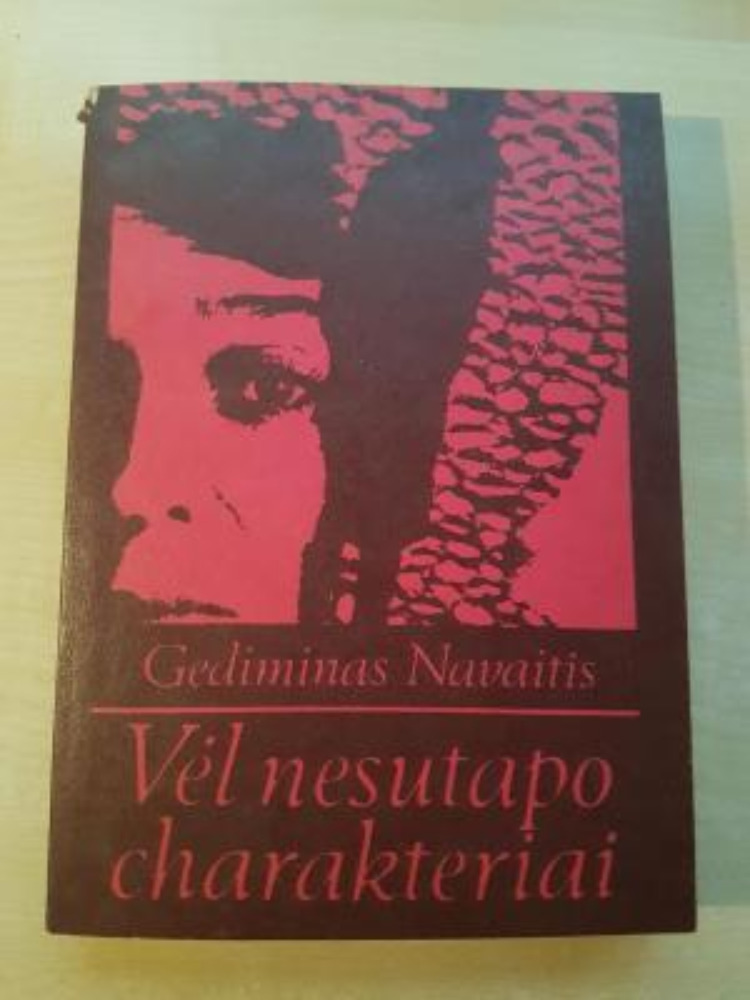 Gediminas Navaitis
Vėl nesutapo
charakteriai